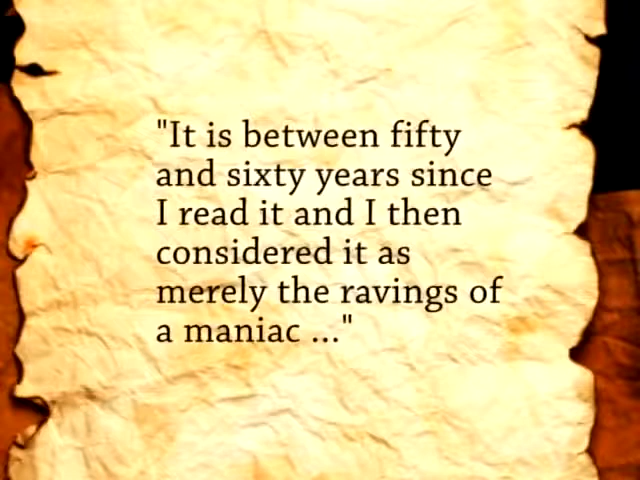 "It is between fifty
and sixty years since
I read it and I then
considered it as
merely the ravings of
a maniac ..."